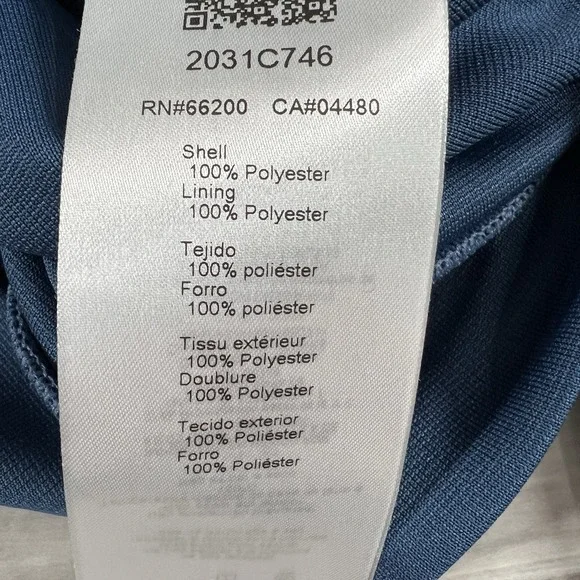 2031C746
RN#66200 CA#04480
Shell
100% Polyester
Lining
100% Polyester
Tejido
100% poliéster
Forro
100% poliéster
Tissu extérieur
100% Polyester
Doublure
100% Polyester
Tecido exterior
100% Poliéster
Forro
100% Poliéster